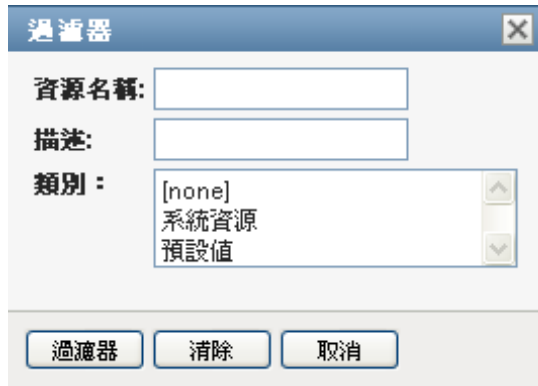 過濾器
資源名稱:
描述:
類別：
[none]
系統資源
預設值
過濾器
清除
取消